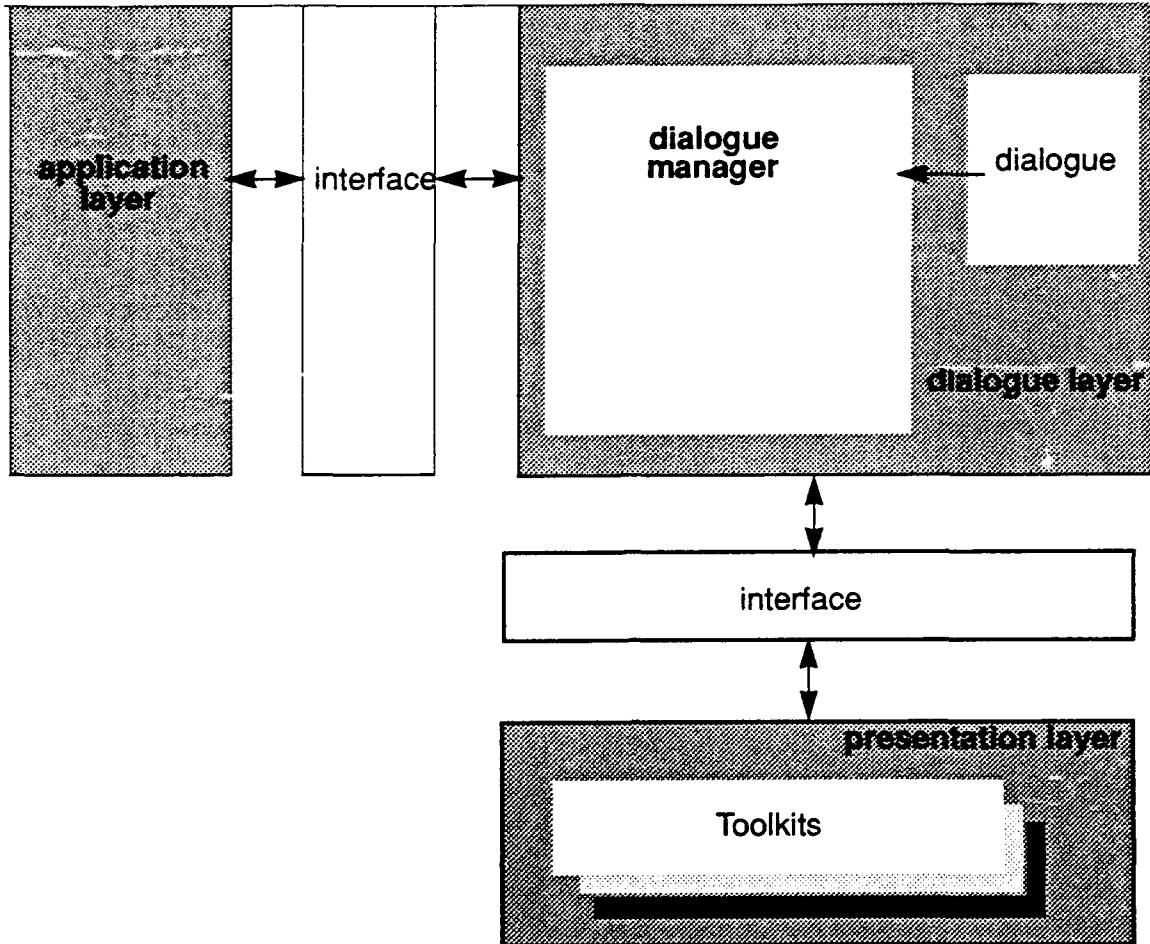 application
layer
interface
dialogue
manager
dialogue
dialogue layer
interface
presentation layer
Toolkits